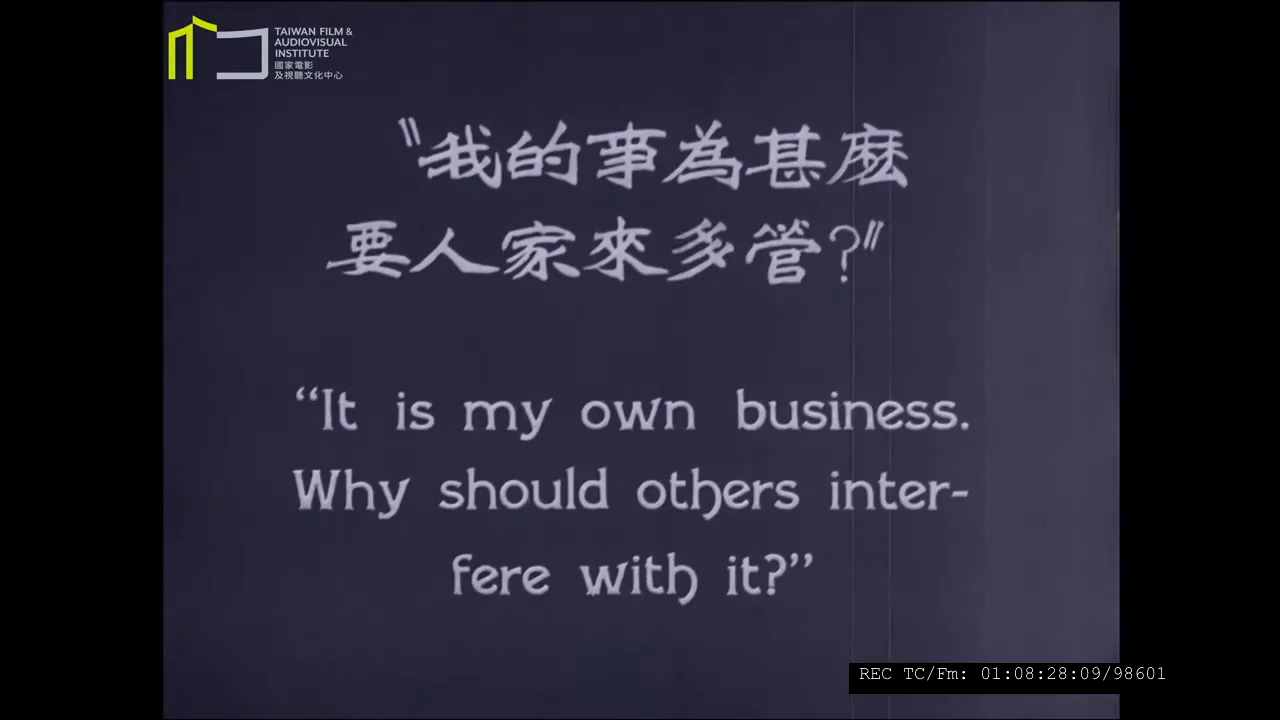 TAIWAN FILM &
AUDIOVISUAL
INSTITUTE
國家電影
及視聽文化中心
"我的事為甚麼
要人家來多管?"
“It is my own business.
Why should others inter-
fere with it?”
REC TC/Fm: 01:08:28:09/98601